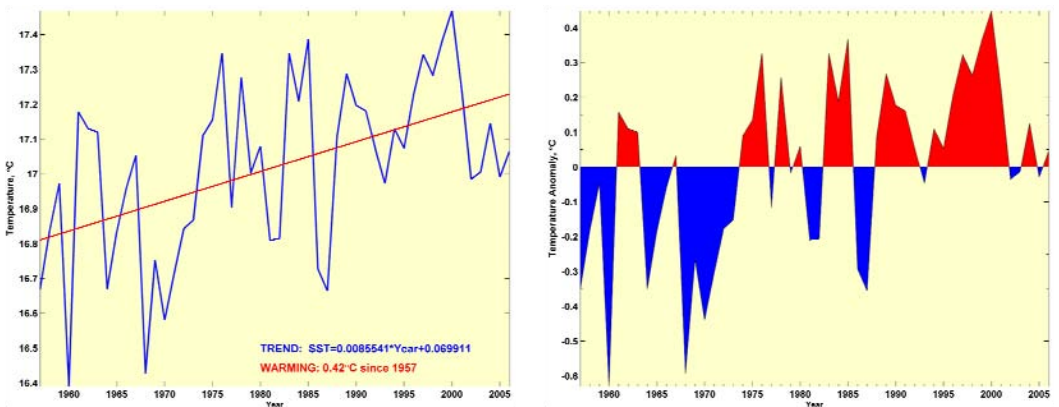 Temperature, °C
17.4
17.3
17.2
17.1
17
16.9
16.8
16.7
16.6
16.5
16.4
TREND: SST=0.0085541*Year+0.069911
WARMING: 0.42°C since 1957
1960 1965 1970 1975 1980 1985 1990 1995 2000 2005
Year
Temperature Anomaly, °C
0.4
0.3
0.2
0.1
0
-0.1
-0.2
-0.3
-0.4
-0.5
-0.6
1960 1965 1970 1975 1980 1985 1990 1995 2000 2005
Year